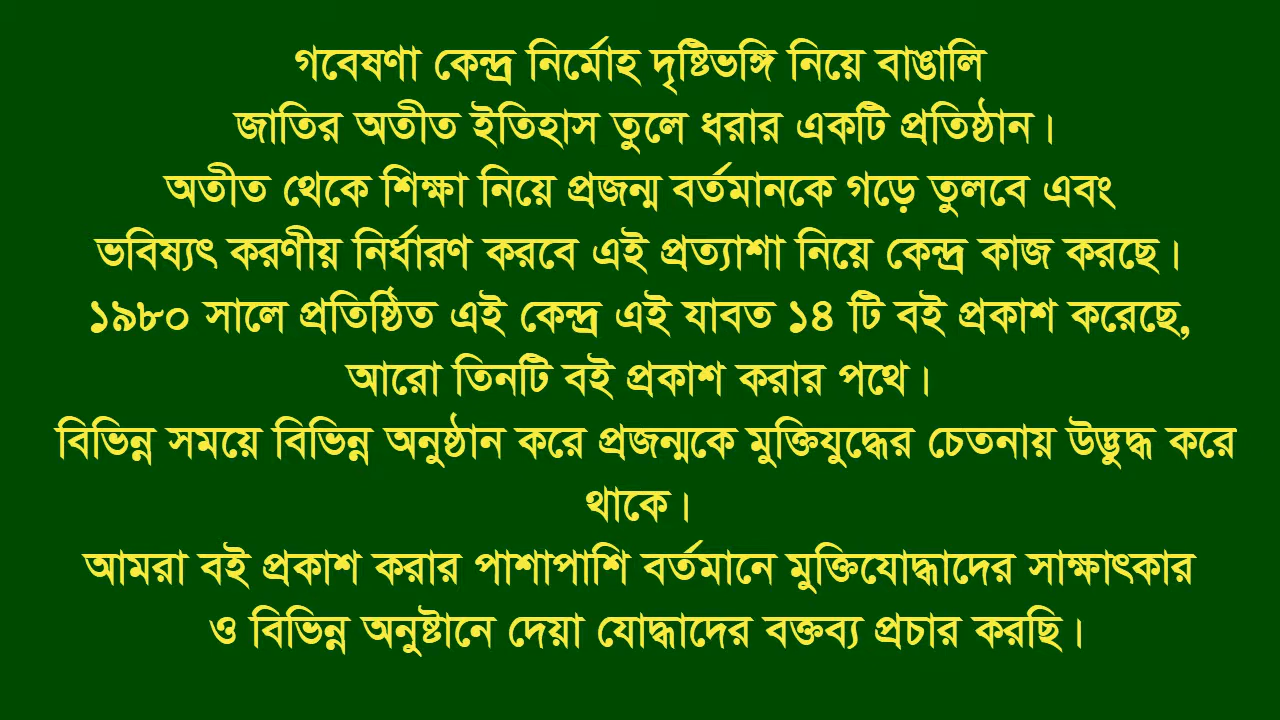 গবেষণা কেন্দ্র নির্মোহ দৃষ্টিভঙ্গি নিয়ে বাঙালি
জাতির অতীত ইতিহাস তুলে ধরার একটি প্রতিষ্ঠান।
অতীত থেকে শিক্ষা নিয়ে প্রজন্ম বর্তমানকে গড়ে তুলবে এবং
ভবিষ্যৎ করণীয় নির্ধারণ করবে এই প্রত্যাশা নিয়ে কেন্দ্র কাজ করছে।
১৯৮০ সালে প্রতিষ্ঠিত এই কেন্দ্র এই যাবত ১৪ টি বই প্রকাশ করেছে,
আরো তিনটি বই প্রকাশ করার পথে।
বিভিন্ন সময়ে বিভিন্ন অনুষ্ঠান করে প্রজন্মকে মুক্তিযুদ্ধের চেতনায় উদ্ভুদ্ধ করে
থাকে।
আমরা বই প্রকাশ করার পাশাপাশি বর্তমানে মুক্তিযোদ্ধাদের সাক্ষাৎকার
ও বিভিন্ন অনুষ্টানে দেয়া যোদ্ধাদের বক্তব্য প্রচার করছি।